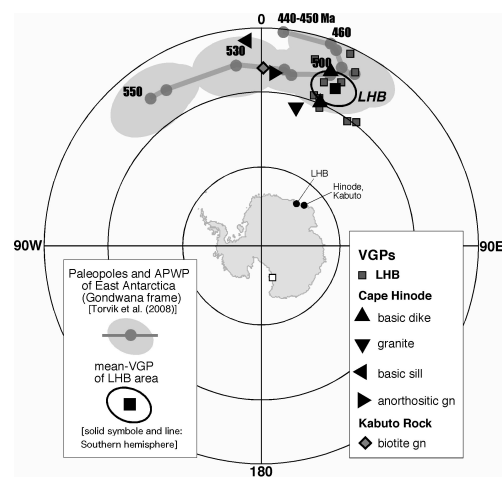 0
440-450 Ma
460
530
500
550
LHB
LHB
Hinode,
Kabuto
90W
90E
Paleopoles and APWP
of East Antarctica
(Gondwana frame)
[Torvik et al. (2008)]
mean-VGP
of LHB area
[solid symbole and line:
Southern hemisphere]
VGPs
LHB
Cape Hinode
basic dike
granite
basic sill
anorthositic gn
Kabuto Rock
biotite gn
180